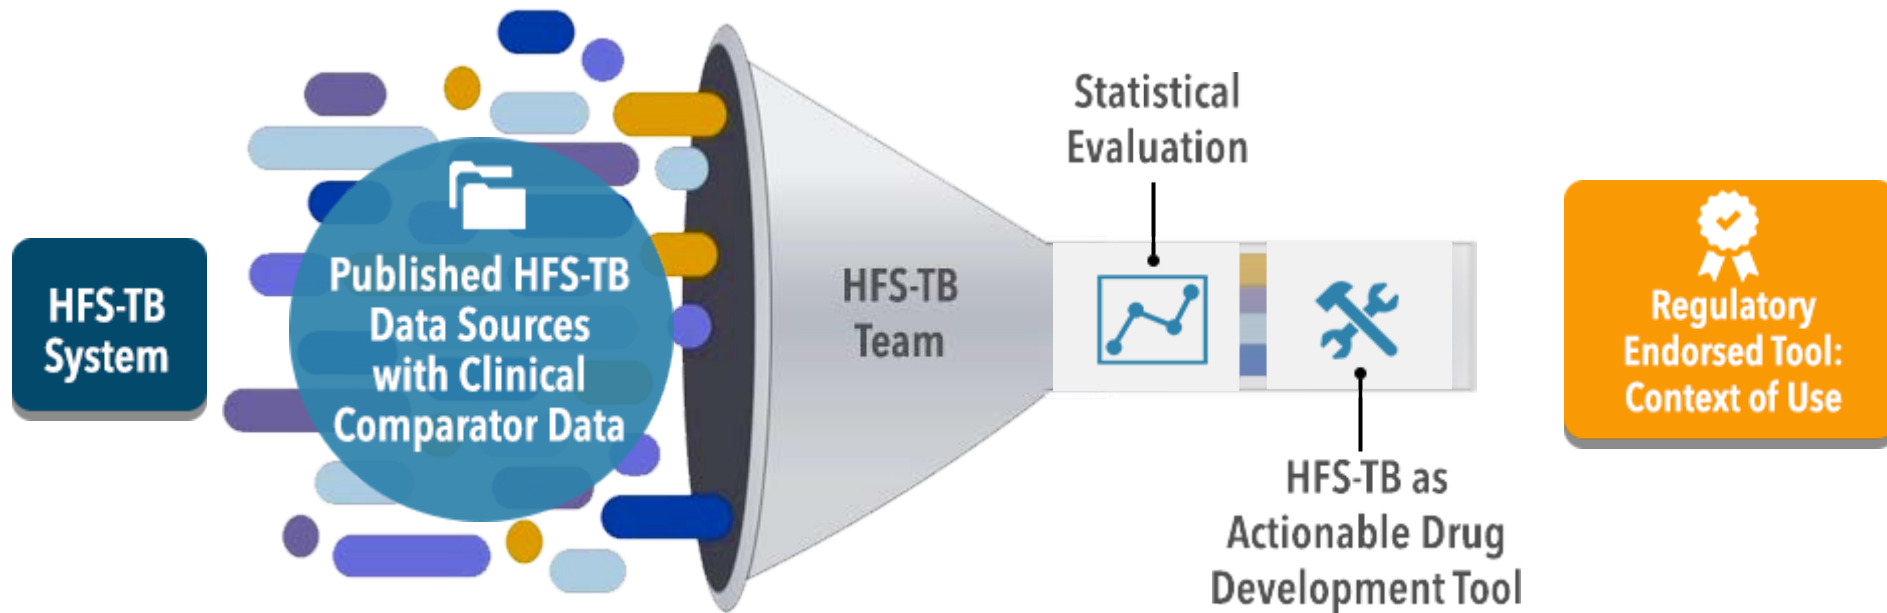 HFS-TB
System
Published HFS-TB
Data Sources
with Clinical
Comparator Data
HFS-TB
Team
Statistical
Evaluation
HFS-TB as
Actionable Drug
Development Tool
Regulatory
Endorsed Tool:
Context of Use